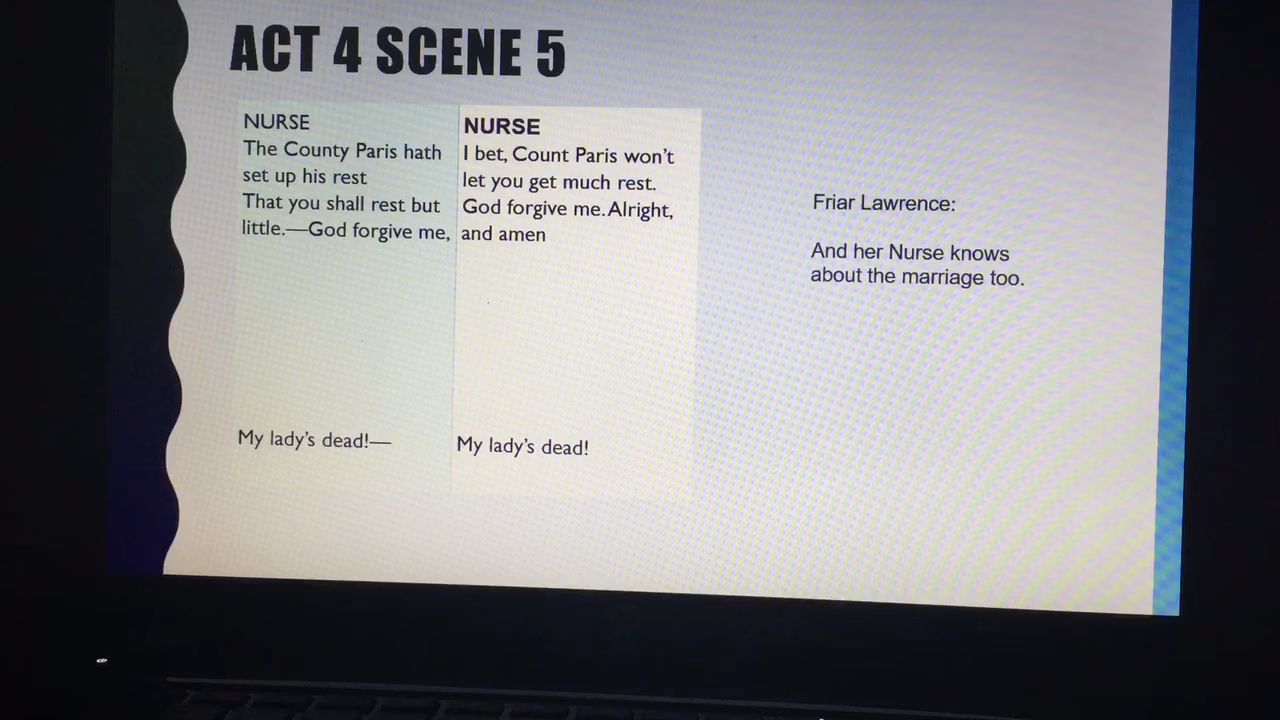 ACT 4 SCENE 5
NURSE
The County Paris hath
set up his rest
That you shall rest but
little.—God forgive me,
My lady's dead!—
NURSE
I bet, Count Paris won't
let you get much rest.
God forgive me.Alright,
and amen
My lady's dead!
Friar Lawrence:
And her Nurse knows
about the marriage too.